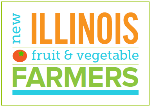 new ILLINOIS
fruit & vegetable
FARMERS